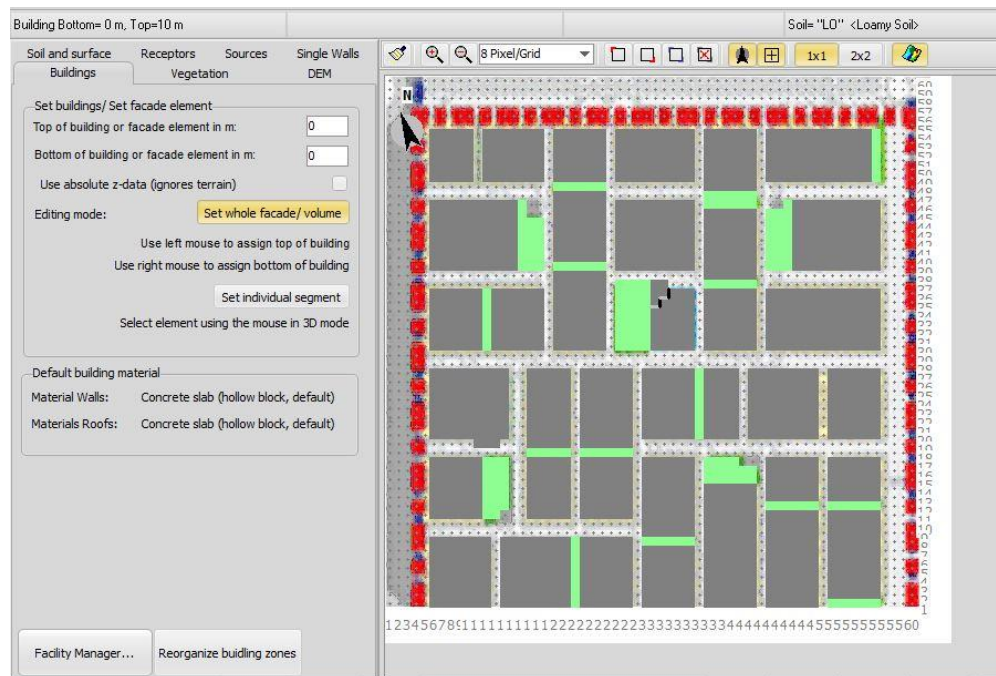 Building Bottom= 0 m, Top=10 m
Soil= "LO" <Loamy Soil>
Soil and surface Receptors Sources Single Walls
Buildings Vegetation DEM
8 Pixel/Grid
1x1 2x2
Set buildings/ Set facade element
Top of building or facade element in m: 0
Bottom of building or facade element in m: 0
Use absolute z-data (ignores terrain)
Editing mode: Set whole facade/ volume
Use left mouse to assign top of building
Use right mouse to assign bottom of building
Set individual segment
Select element using the mouse in 3D mode
Default building material
Material Walls: Concrete slab (hollow block, default)
Materials Roofs: Concrete slab (hollow block, default)
Facility Manager... Reorganize buidling zones
N